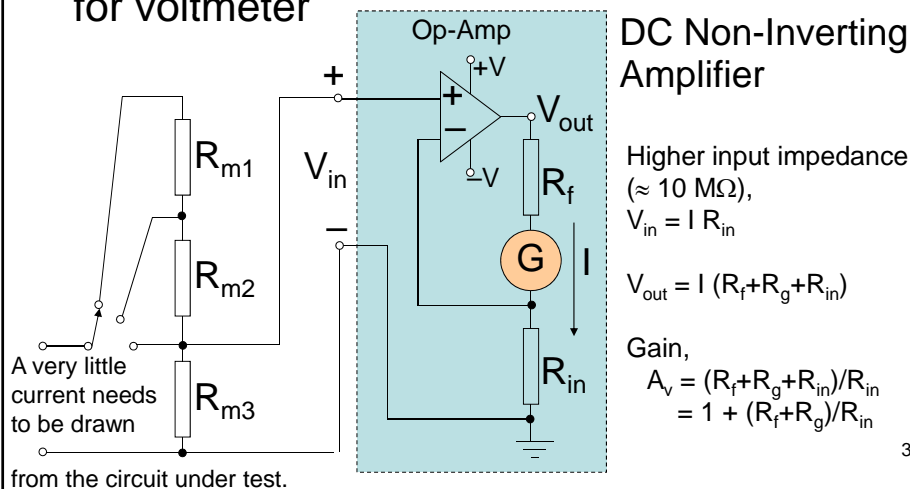 for voltmeter
Op-Amp
DC Non-Inverting
Amplifier
+V
+
+
V_out
R_m1
V_in
–
–V
R_f
Higher input impedance
(≈ 10 MΩ),
V_in = I R_in
–
G
I
R_m2
V_out = I (R_f+R_g+R_in)
Gain,
A very little
current needs
to be drawn
R_m3
R_in
A_v = (R_f+R_g+R_in)/R_in
= 1 + (R_f+R_g)/R_in
3
from the circuit under test.